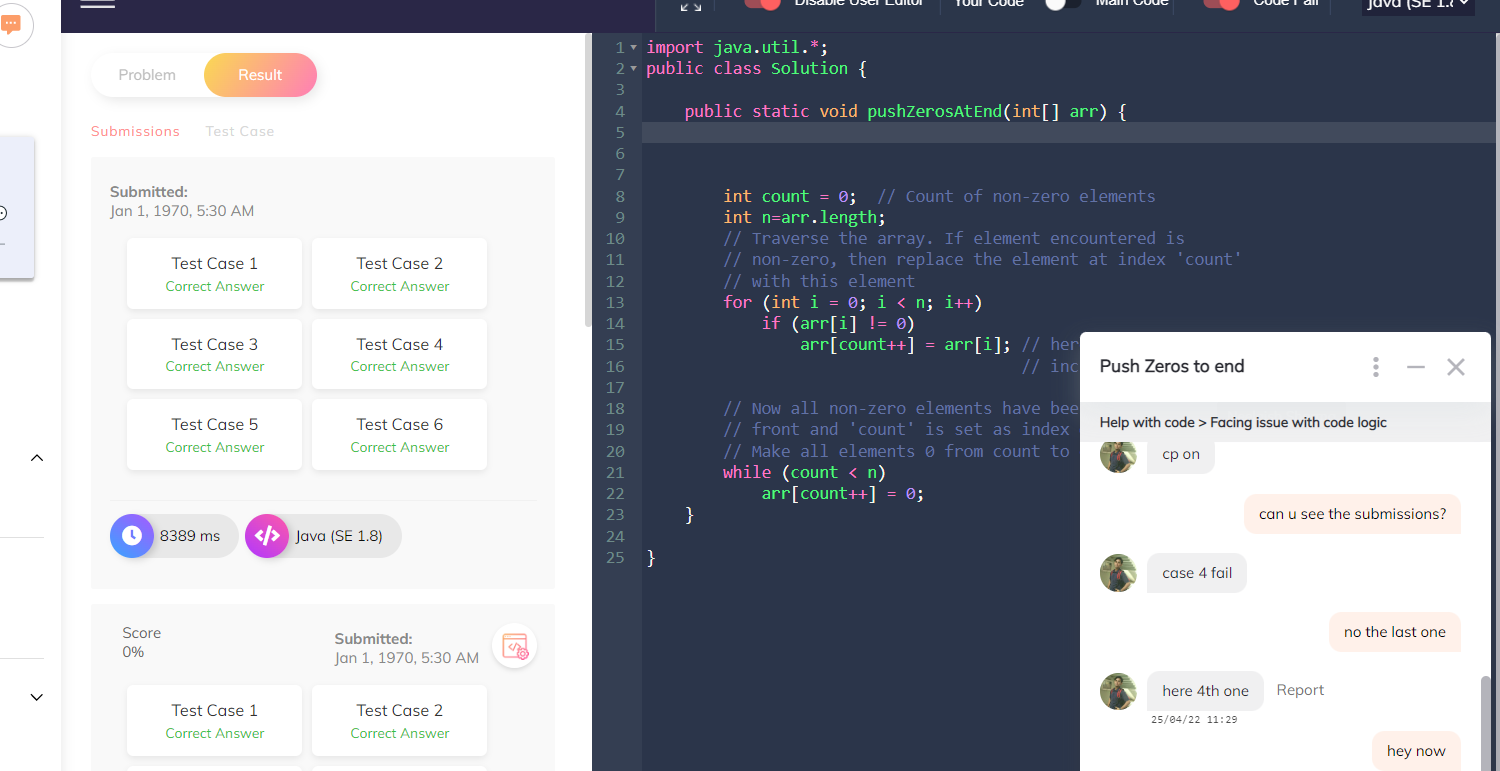 Disable User Editor
Your Code
Main Code
Code Pair
Java (SE 1.8
Problem
Result
Submissions
Test Case
Submitted:
Jan 1, 1970, 5:30 AM
Test Case 1
Correct Answer
Test Case 2
Correct Answer
Test Case 3
Correct Answer
Test Case 4
Correct Answer
Test Case 5
Correct Answer
Test Case 6
Correct Answer
8389 ms
Java (SE 1.8)
Score
0%
Submitted:
Jan 1, 1970, 5:30 AM
Test Case 1
Correct Answer
Test Case 2
Correct Answer
1 import java.util.*;
2 public class Solution {
3
4 public static void pushZerosAtEnd(int[] arr) {
5
6
7
8 int count = 0; // Count of non-zero elements
9 int n=arr.length;
10 // Traverse the array. If element encountered is
11 // non-zero, then replace the element at index 'count'
12 // with this element
13 for (int i = 0; i < n; i++)
14 if (arr[i] != 0)
15 arr[count++] = arr[i]; // her
16 // inc
17
18 // Now all non-zero elements have bee
19 // front and 'count' is set as index
20 // Make all elements 0 from count to
21 while (count < n)
22 arr[count++] = 0;
23 }
24
25 }
Push Zeros to end
Help with code > Facing issue with code logic
cp on
can u see the submissions?
case 4 fail
no the last one
here 4th one
Report
25/04/22 11:29
hey now